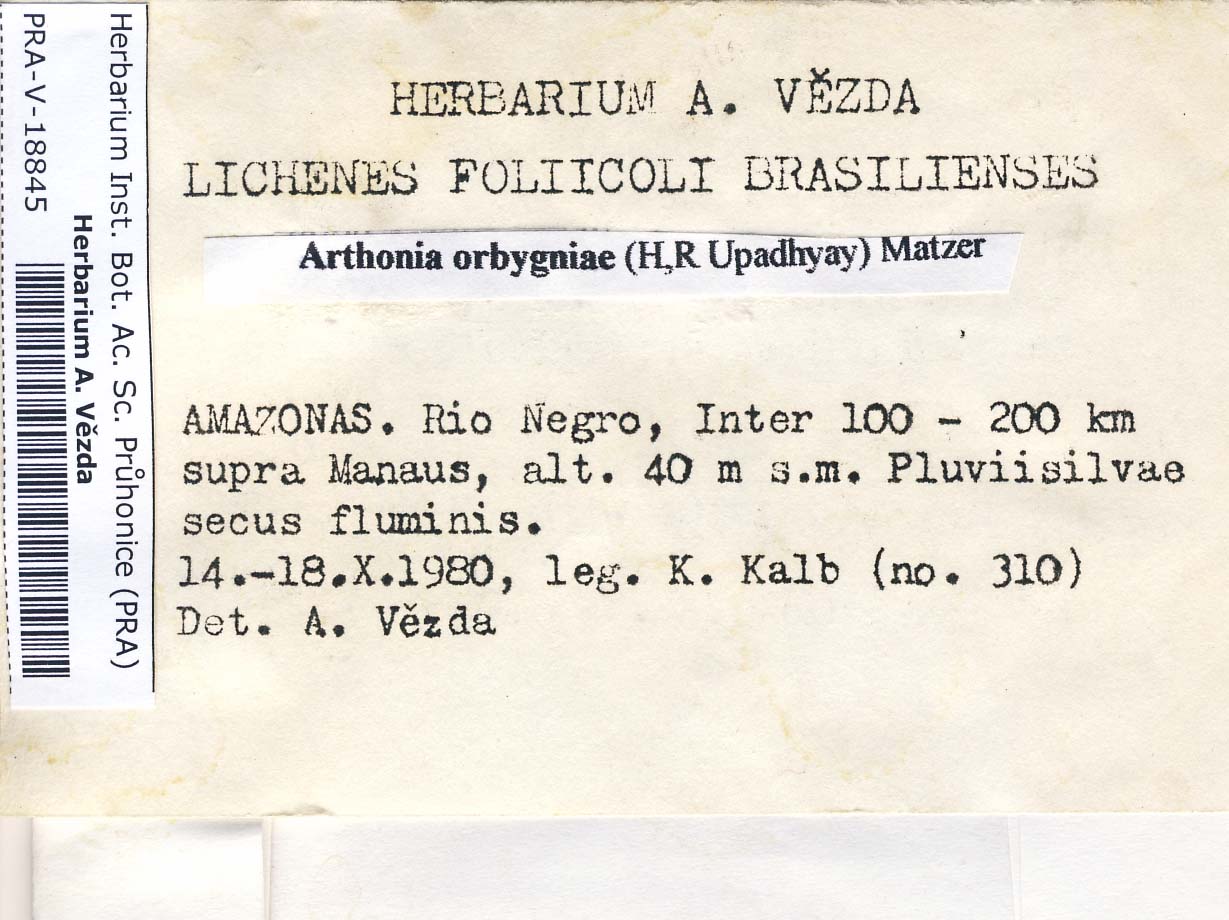 Herbarium Inst. Bot. Ac. Sc. Průhonice (PRA)
Herbarium A. Vězda
PRA-V-18845
HERBARIUM A. VĚZDA
LICHENES FOLIICOLI BRASILIENSES
Arthonia orbygniae (H,R Upadhyay) Matzer
AMAZONAS. Rio Negro, Inter 100 - 200 km
supra Manaus, alt. 40 m s.m. Pluviisilvae
secus fluminis.
14.-18.X.1980, leg. K. Kalb (no. 310)
Det. A. Vězda